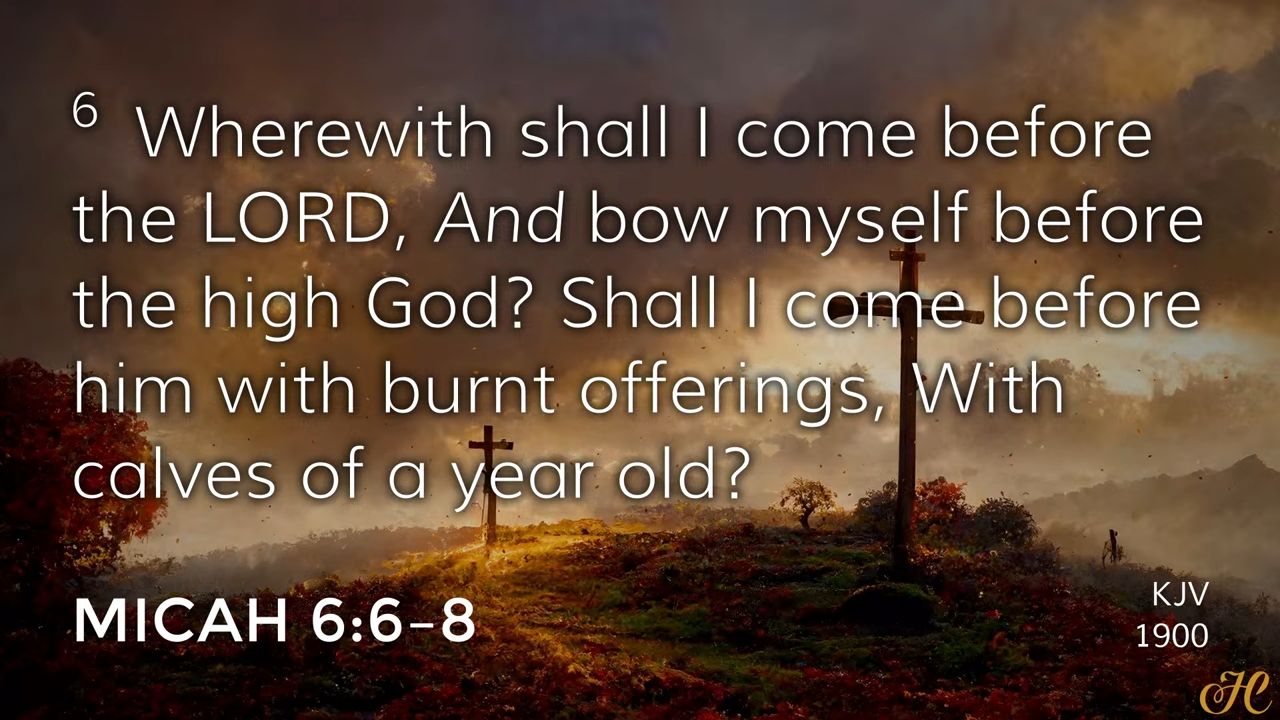 6 Wherewith shall I come before
the LORD, And bow myself before
the high God? Shall I come before
him with burnt offerings, With
calves of a year old?
MICAH 6:6–8
KJV
1900
HC